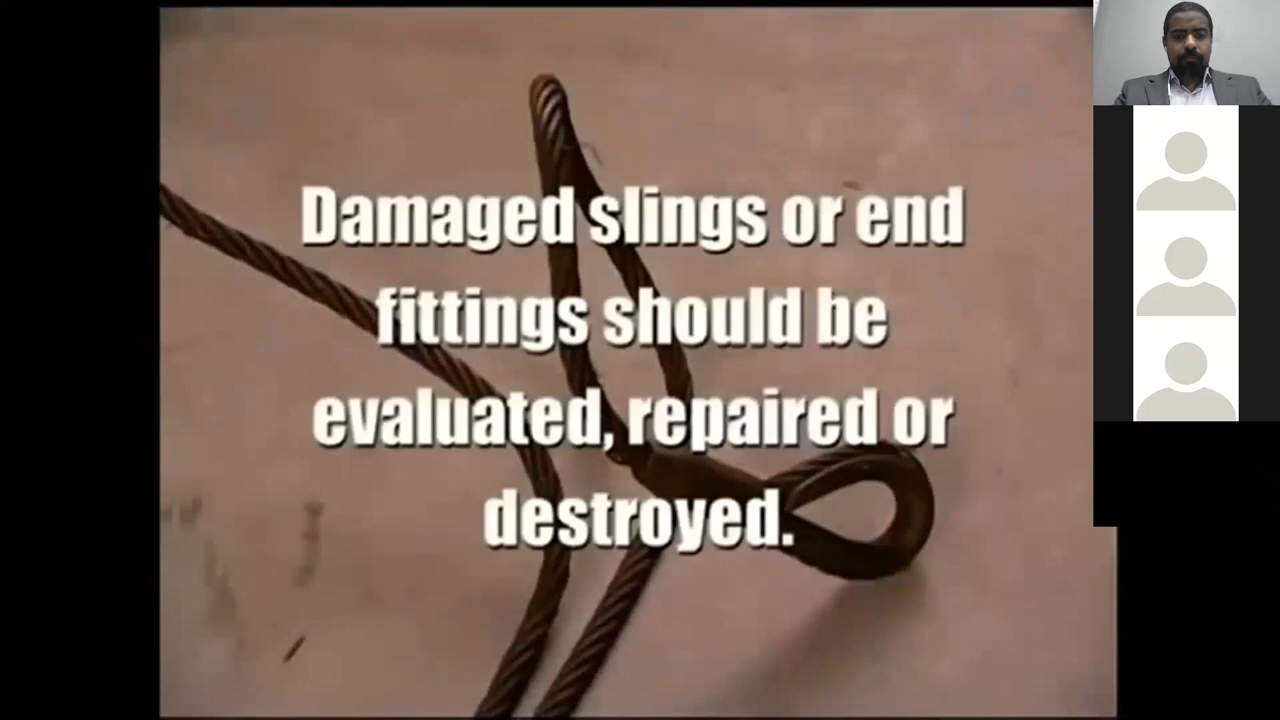 Damaged slings or end
fittings should be
evaluated, repaired or
destroyed.